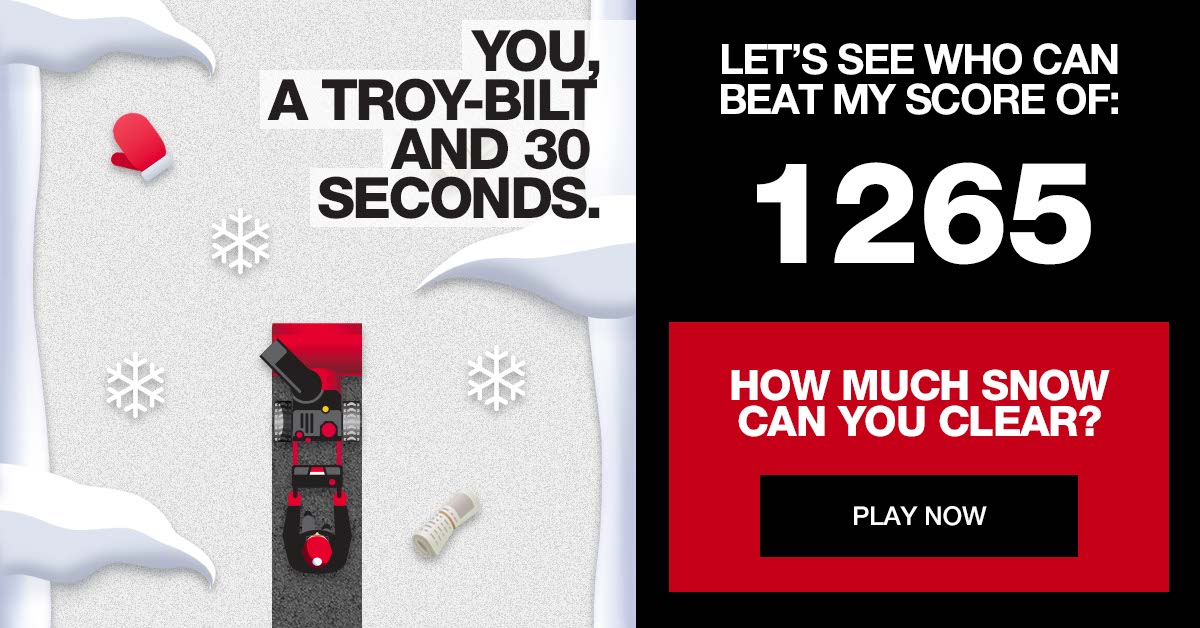 YOU,
A TROY-BILT
AND 30
SECONDS.
LET’S SEE WHO CAN
BEAT MY SCORE OF:
1265
HOW MUCH SNOW
CAN YOU CLEAR?
PLAY NOW